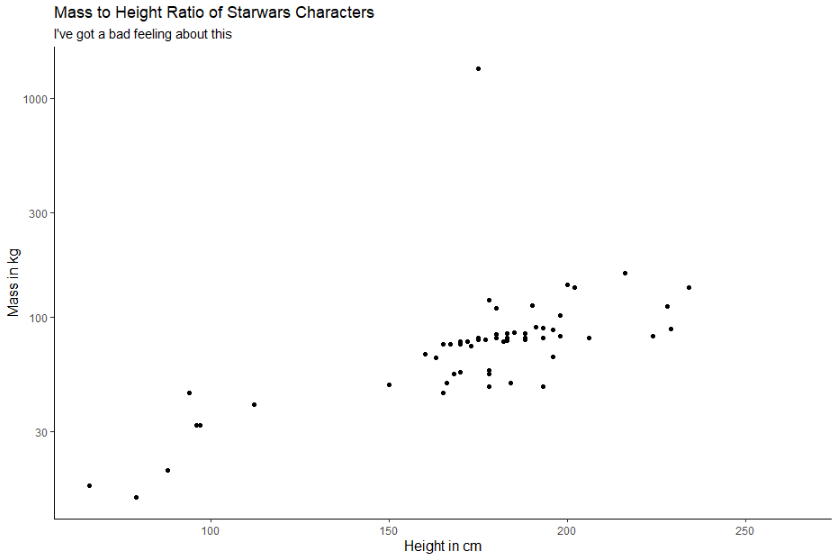 Mass to Height Ratio of Starwars Characters
I've got a bad feeling about this
1000
300
100
30
Mass in kg
100
150
200
250
Height in cm